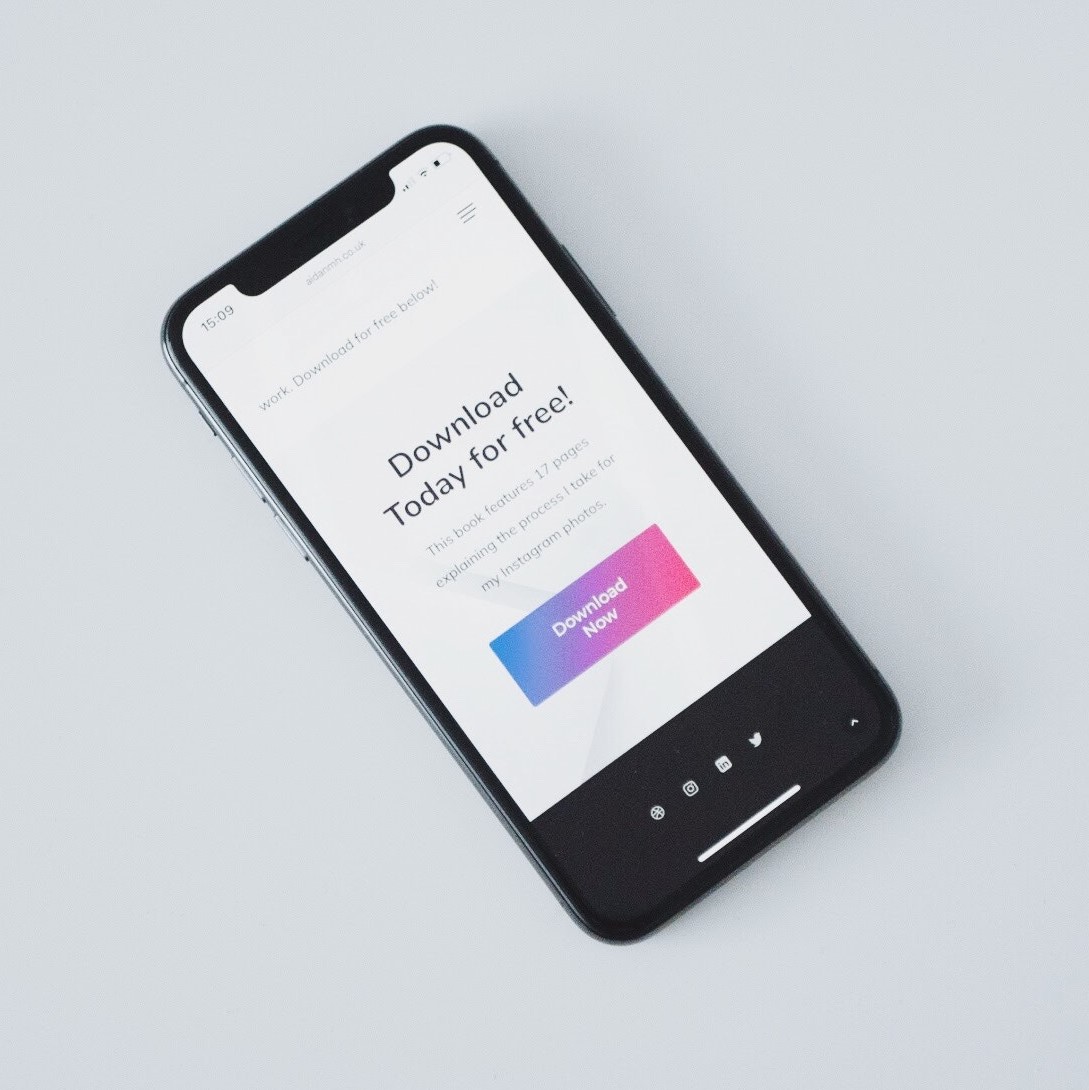 15:09
aidanmh.co.uk
work. Download for free below!
Download
Today for free!
This book features 17 pages
explaining the process I take for
my Instagram photos.
Download
Now
in